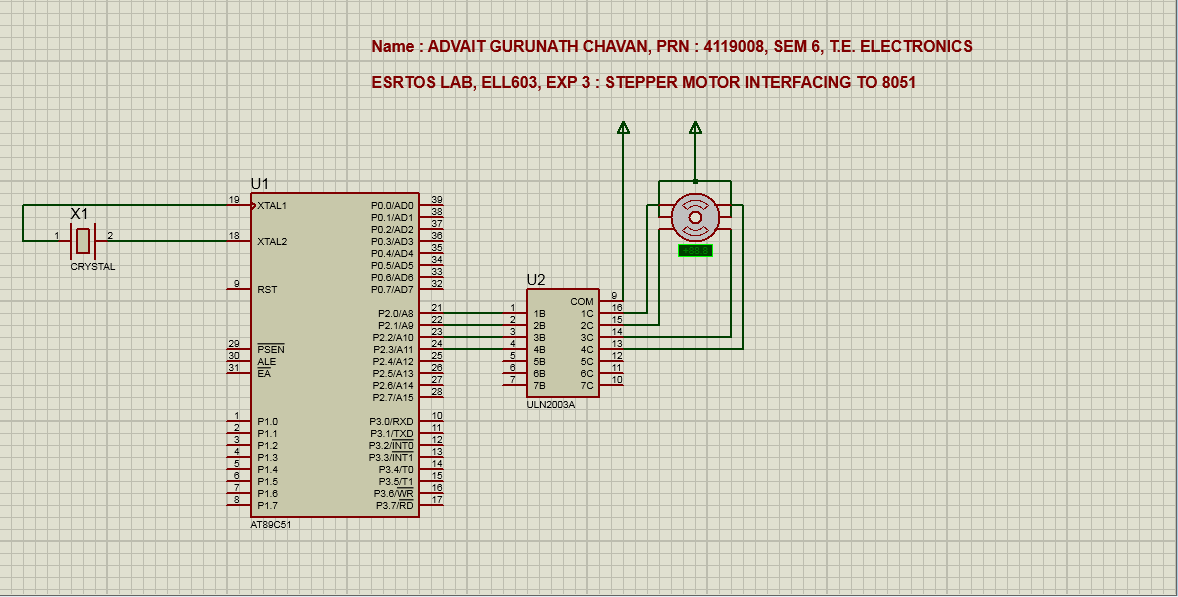 Name : ADVAIT GURUNATH CHAVAN, PRN : 4119008, SEM 6, T.E. ELECTRONICS
ESRTOS LAB, ELL603, EXP 3 : STEPPER MOTOR INTERFACING TO 8051
U1
X1
1
2
CRYSTAL
19 XTAL1
18 XTAL2
9 RST
29 PSEN
30 ALE
31 EA
1 P1.0
2 P1.1
3 P1.2
4 P1.3
5 P1.4
6 P1.5
7 P1.6
8 P1.7
P0.0/AD0 39
P0.1/AD1 38
P0.2/AD2 37
P0.3/AD3 36
P0.4/AD4 35
P0.5/AD5 34
P0.6/AD6 33
P0.7/AD7 32
P2.0/A8 21
P2.1/A9 22
P2.2/A10 23
P2.3/A11 24
P2.4/A12 25
P2.5/A13 26
P2.6/A14 27
P2.7/A15 28
P3.0/RXD 10
P3.1/TXD 11
P3.2/INT0 12
P3.3/INT1 13
P3.4/T0 14
P3.5/T1 15
P3.6/WR 16
P3.7/RD 17
AT89C51
U2
COM 9
1 1B 1C 16
2 2B 2C 15
3 3B 3C 14
4 4B 4C 13
5 5B 5C 12
6 6B 6C 11
7 7B 7C 10
ULN2003A